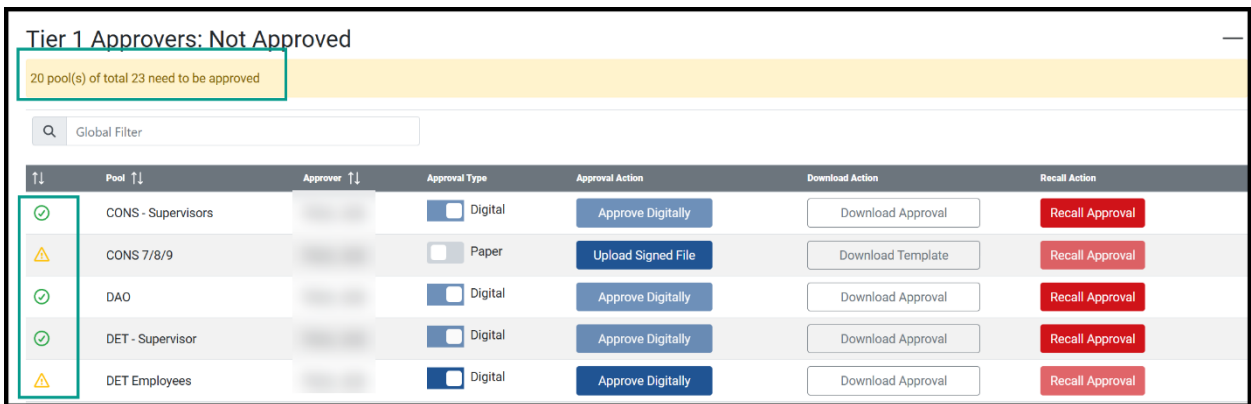 Tier 1 Approvers: Not Approved
20 pool(s) of total 23 need to be approved
Global Filter
Pool Approver Approval Type Approval Action Download Action Recall Action
CONS - Supervisors Digital Approve Digitally Download Approval Recall Approval
CONS 7/8/9 Paper Upload Signed File Download Template Recall Approval
DAO Digital Approve Digitally Download Approval Recall Approval
DET - Supervisor Digital Approve Digitally Download Approval Recall Approval
DET Employees Digital Approve Digitally Download Approval Recall Approval